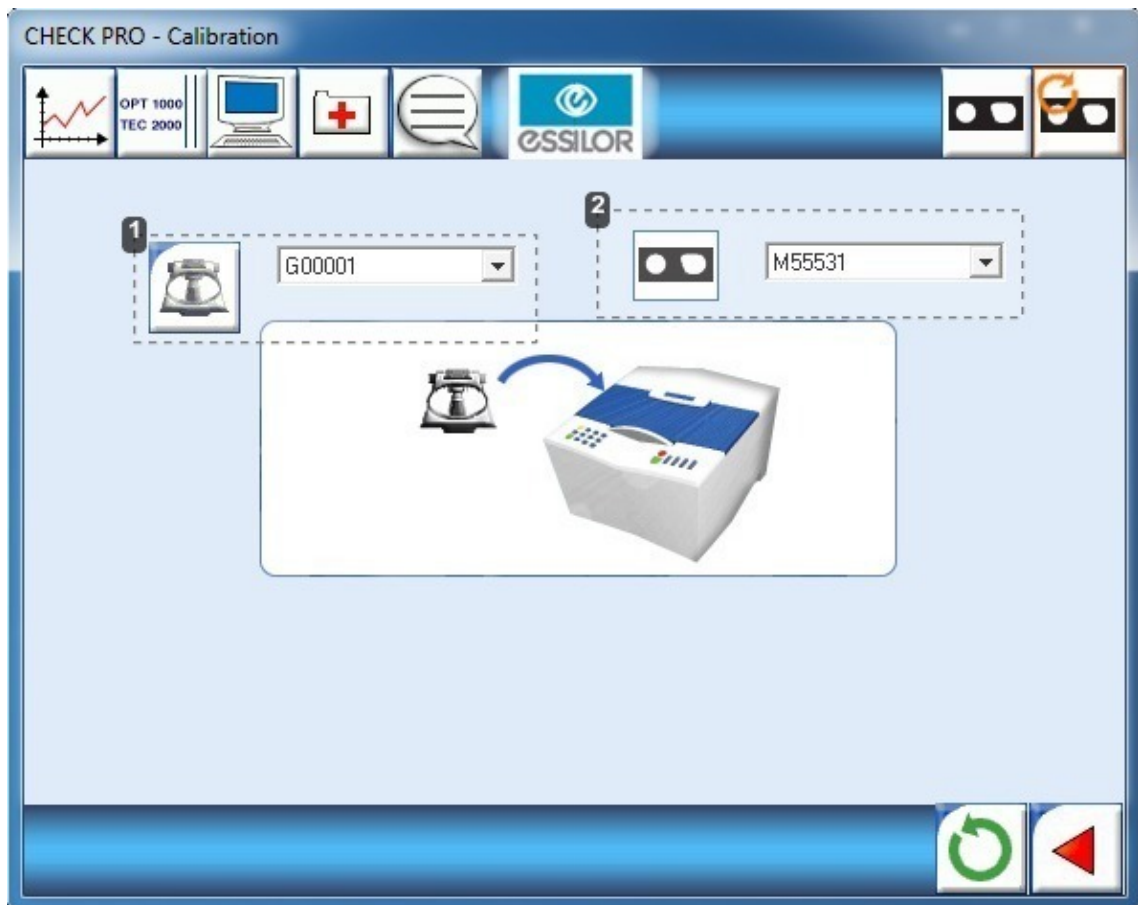 CHECK PRO - Calibration
OPT 1000
TEC 2000
essilor
1
G00001
2
M55531